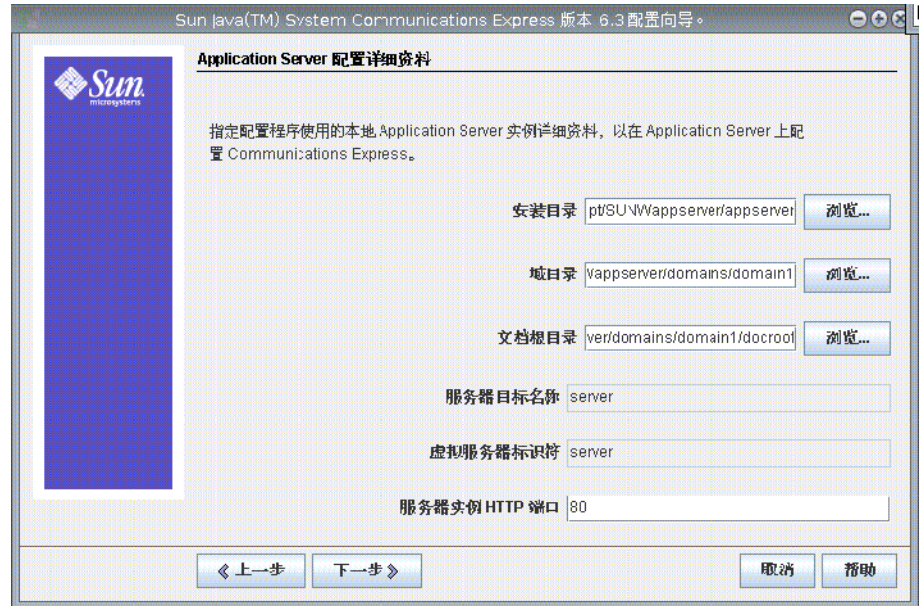 Sun Java(TM) System Communications Express 版本 6.3配置向导。
Sun
microsystems
Application Server 配置详细资料
指定配置程序使用的本地 Application Server 实例详细资料，以在 Application Server 上配
置 Communications Express。
安装目录 pt/SUNWappserver/appserver 浏览...
域目录 /appserver/domains/domain1 浏览...
文档根目录 ver/domains/domain1/docroot 浏览...
服务器目标名称 server
虚拟服务器标识符 server
服务器实例 HTTP 端口 80
上一步 下一步 取消 帮助